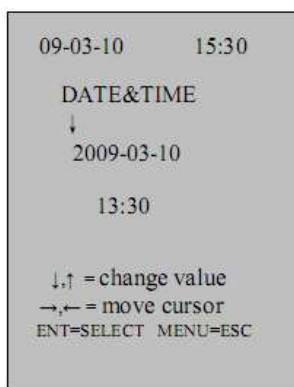 09-03-10 15:30
DATE&TIME
↓
2009-03-10
13:30
↓,↑ = change value
→,← = move cursor
ENT=SELECT MENU=ESC